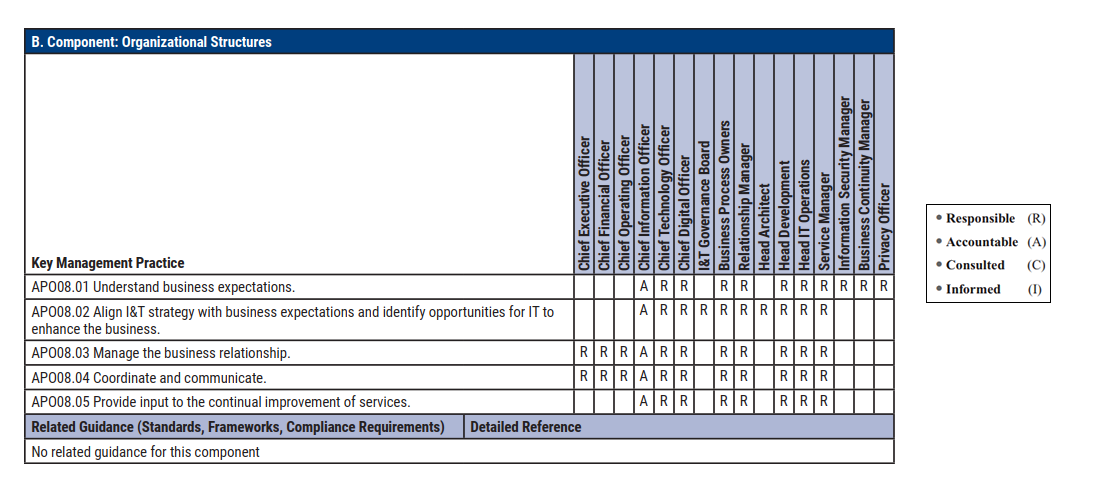 B. Component: Organizational Structures
Key Management Practice
Chief Executive Officer
Chief Financial Officer
Chief Operating Officer
Chief Information Officer
Chief Technology Officer
Chief Digital Officer
I&T Governance Board
Business Process Owners
Relationship Manager
Head Architect
Head Development
Head IT Operations
Service Manager
Information Security Manager
Business Continuity Manager
Privacy Officer
APO08.01 Understand business expectations. A R R R R R R R R R R
APO08.02 Align I&T strategy with business expectations and identify opportunities for IT to
enhance the business. A R R R R R R R R R
APO08.03 Manage the business relationship. R R R A R R R R R R R
APO08.04 Coordinate and communicate. R R R A R R R R R R R
APO08.05 Provide input to the continual improvement of services. A R R R R R R R
Related Guidance (Standards, Frameworks, Compliance Requirements) Detailed Reference
No related guidance for this component
• Responsible (R)
• Accountable (A)
• Consulted (C)
• Informed (I)